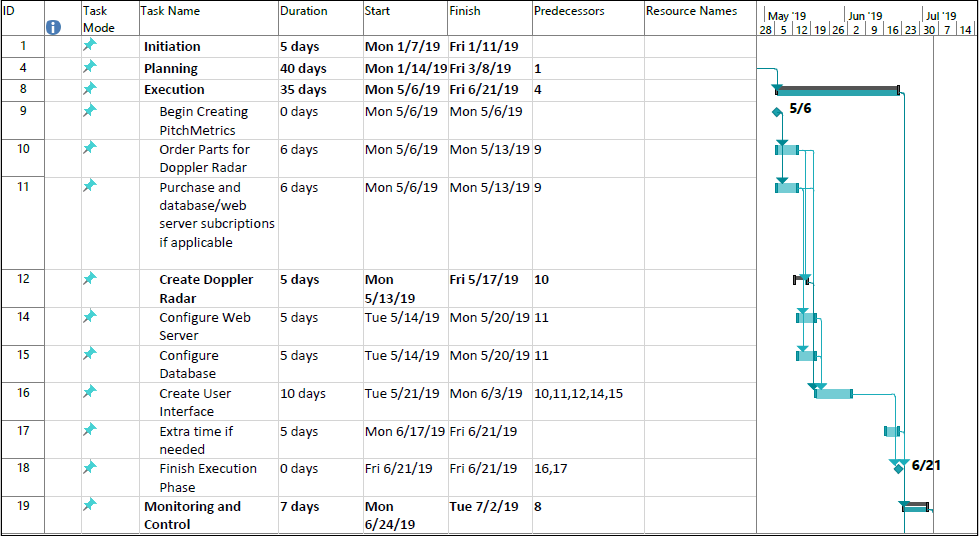 ID Task Mode Task Name Duration Start Finish Predecessors Resource Names
May '19 Jun '19 Jul '19
28 5 12 19 26 2 9 16 23 30 7 14
1 Initiation 5 days Mon 1/7/19 Fri 1/11/19
4 Planning 40 days Mon 1/14/19 Fri 3/8/19 1
8 Execution 35 days Mon 5/6/19 Fri 6/21/19 4
9 Begin Creating 0 days Mon 5/6/19 Mon 5/6/19 5/6
PitchMetrics
10 Order Parts for 6 days Mon 5/6/19 Mon 5/13/19 9
Doppler Radar
11 Purchase and 6 days Mon 5/6/19 Mon 5/13/19 9
database/web
server subcriptions
if applicable
12 Create Doppler 5 days Mon Fri 5/17/19 10
Radar 5/13/19
14 Configure Web 5 days Tue 5/14/19 Mon 5/20/19 11
Server
15 Configure 5 days Tue 5/14/19 Mon 5/20/19 11
Database
16 Create User 10 days Tue 5/21/19 Mon 6/3/19 10,11,12,14,15
Interface
17 Extra time if 5 days Mon 6/17/19 Fri 6/21/19
needed
18 Finish Execution 0 days Fri 6/21/19 Fri 6/21/19 16,17 6/21
Phase
19 Monitoring and 7 days Mon Tue 7/2/19 8
Control 6/24/19